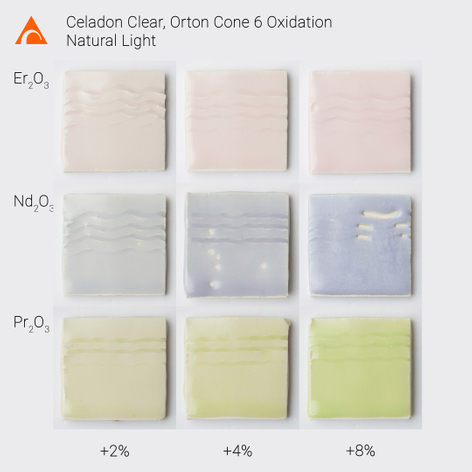 Celadon Clear, Orton Cone 6 Oxidation
Natural Light
Er₂O₃
Nd₂O₃
Pr₂O₃
+2% +4% +8%